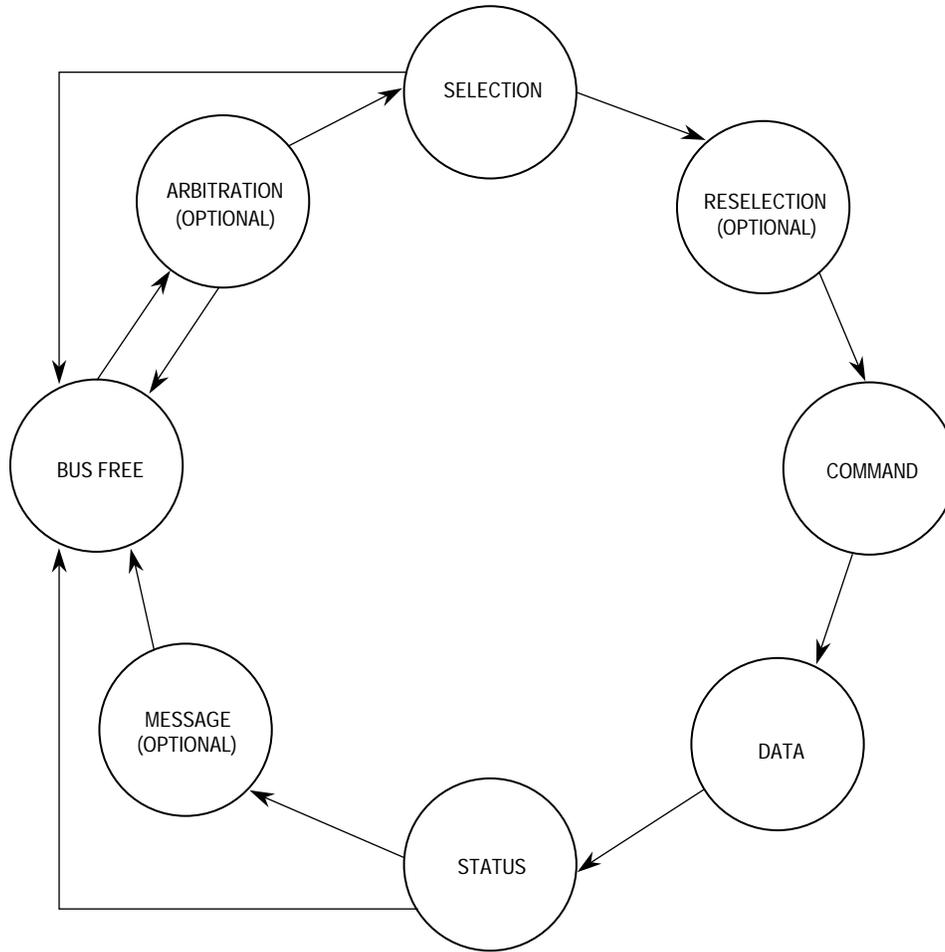 SELECTION
ARBITRATION
(OPTIONAL)
RESELECTION
(OPTIONAL)
BUS FREE
COMMAND
MESSAGE
(OPTIONAL)
DATA
STATUS